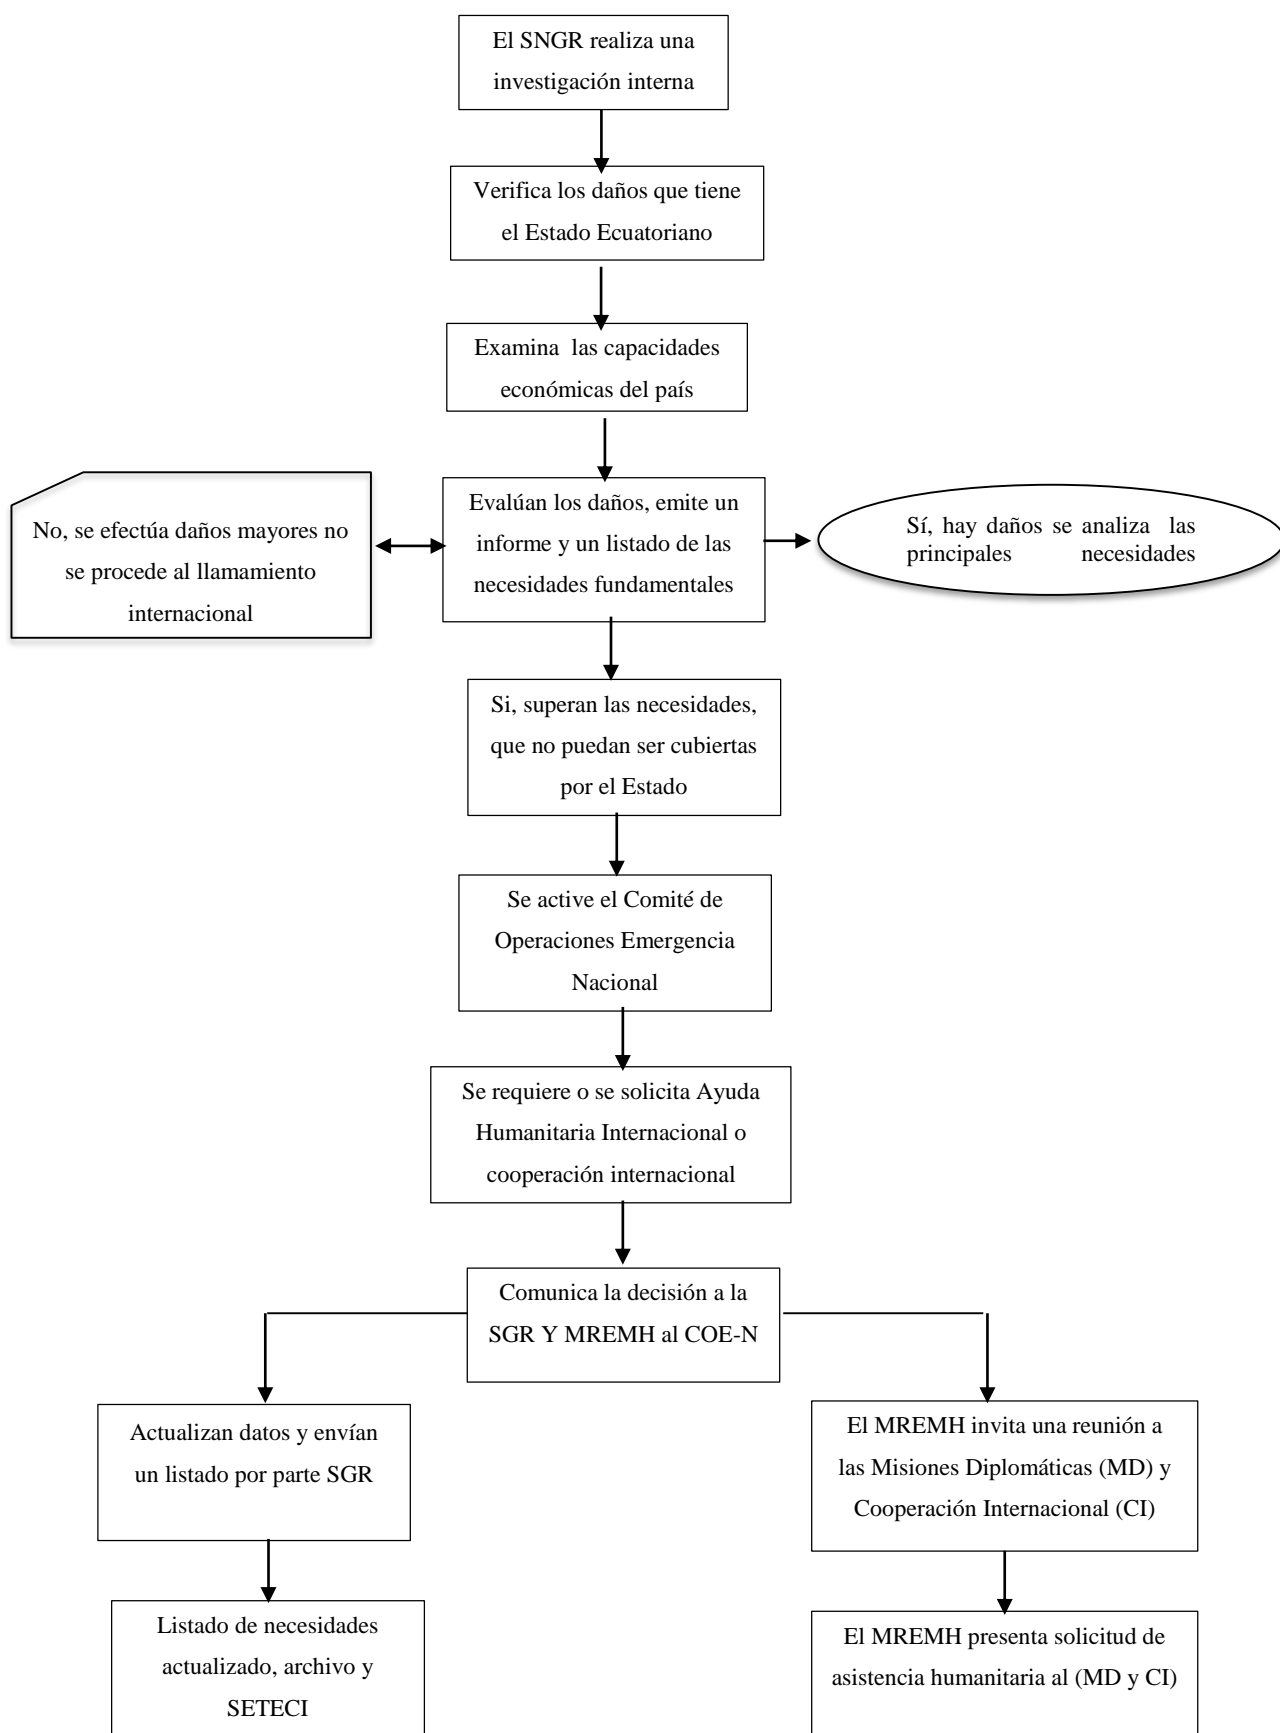 El SNGR realiza una
investigación interna
Verifica los daños que tiene
el Estado Ecuatoriano
Examina las capacidades
económicas del país
No, se efectúa daños mayores no
se procede al llamamiento
internacional
Evalúan los daños, emite un
informe y un listado de las
necesidades fundamentales
Sí, hay daños se analiza las
principales necesidades
Si, superan las necesidades,
que no puedan ser cubiertas
por el Estado
Se active el Comité de
Operaciones Emergencia
Nacional
Se requiere o se solicita Ayuda
Humanitaria Internacional o
cooperación internacional
Comunica la decisión a la
SGR Y MREMH al COE-N
Actualizan datos y envían
un listado por parte SGR
El MREMH invita una reunión a
las Misiones Diplomáticas (MD) y
Cooperación Internacional (CI)
Listado de necesidades
actualizado, archivo y
SETECI
El MREMH presenta solicitud de
asistencia humanitaria al (MD y CI)